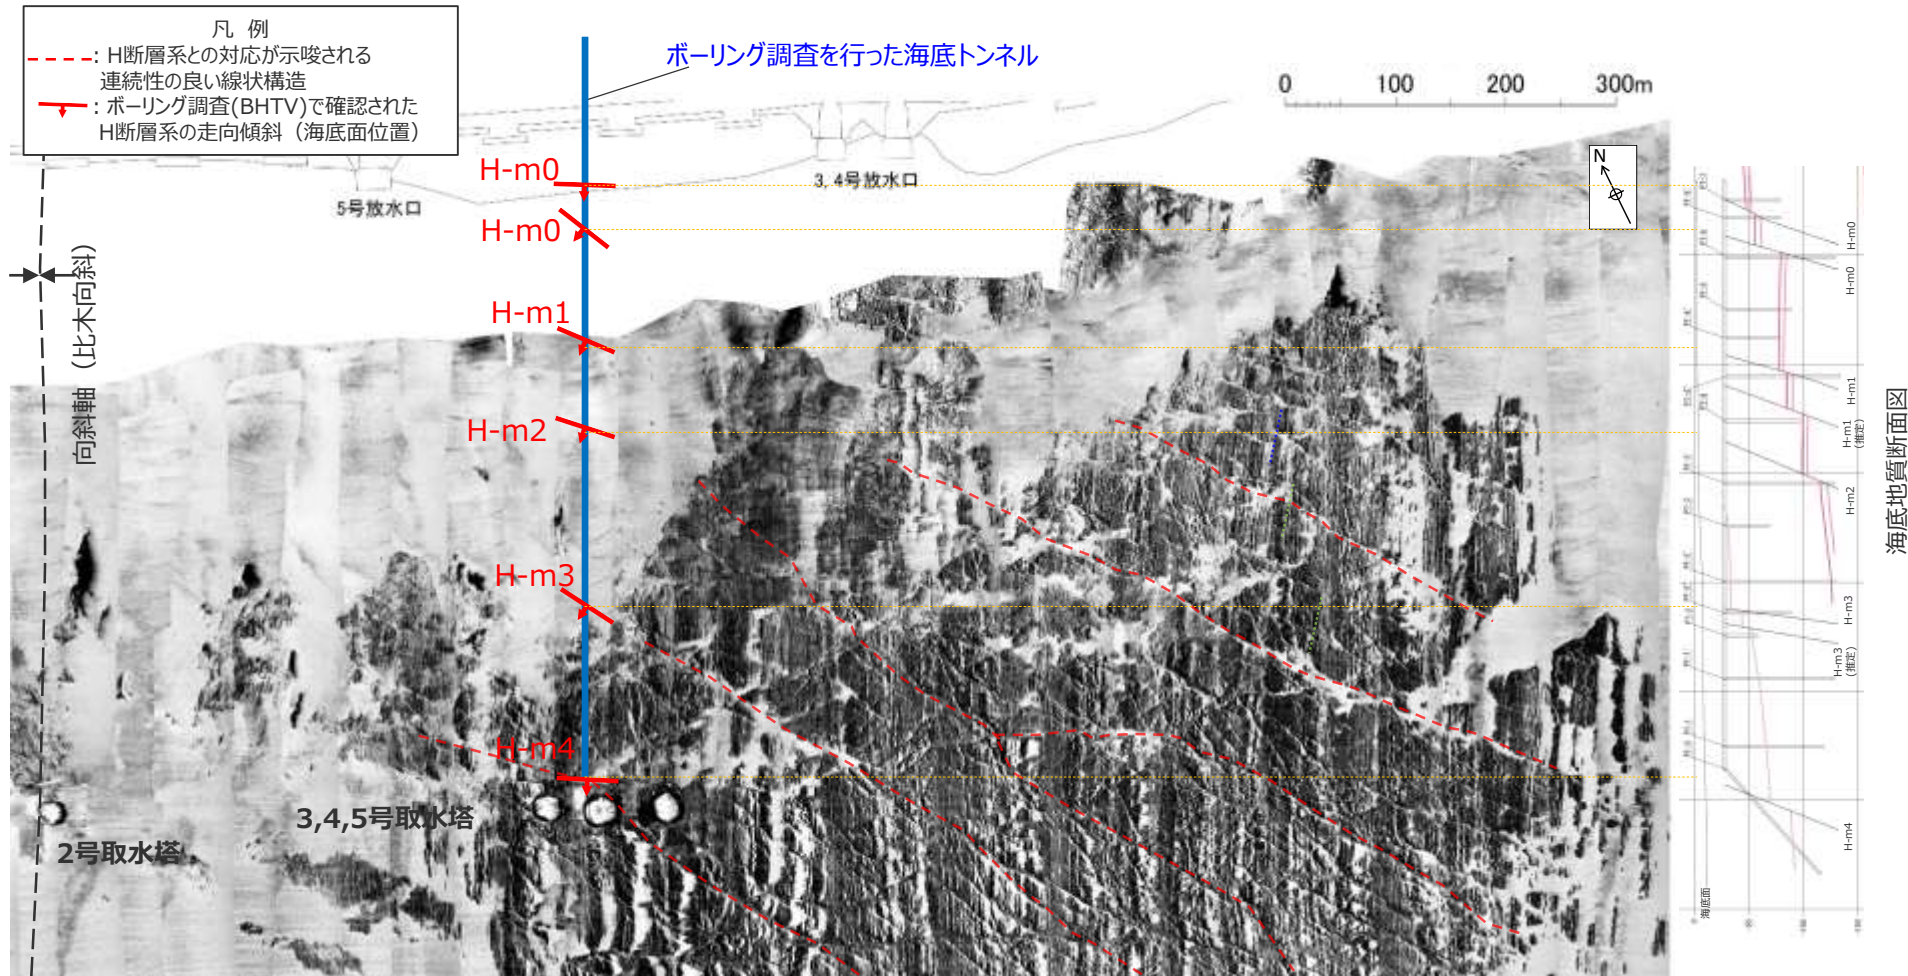 凡 例
: H断層系との対応が示唆される
連続性の良い線状構造
: ボーリング調査(BHTV)で確認された
H断層系の走向傾斜（海底面位置）
ボーリング調査を行った海底トンネル
0 100 200 300m
N
H-m0
3, 4号放水口
5号放水口
H-m0
H-m1
H-m2
H-m3
H-m4
向斜軸（比木向斜）
3,4,5号取水塔
2号取水塔
H-m0
H-m0
H-m1
H-m1
(推定)
H-m2
H-m3
H-m3
(推定)
H-m4
海底面
海底地質断面図